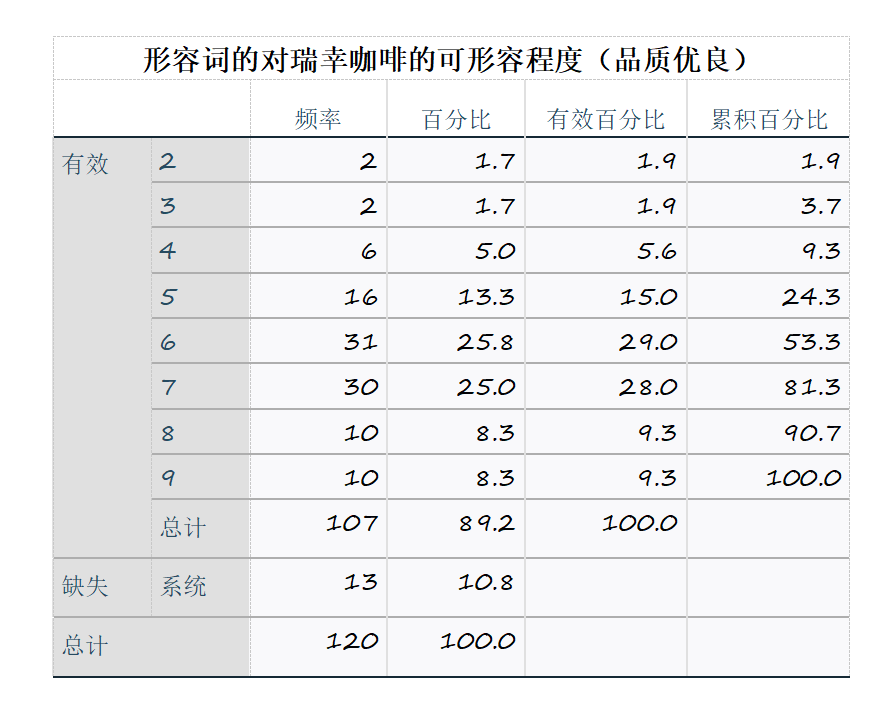 形容词的对瑞幸咖啡的可形容程度（品质优良）
频率 百分比 有效百分比 累积百分比
有效 2 2 1.7 1.9 1.9
3 2 1.7 1.9 3.7
4 6 5.0 5.6 9.3
5 16 13.3 15.0 24.3
6 31 25.8 29.0 53.3
7 30 25.0 28.0 81.3
8 10 8.3 9.3 90.7
9 10 8.3 9.3 100.0
总计 107 89.2 100.0
缺失 系统 13 10.8
总计 120 100.0